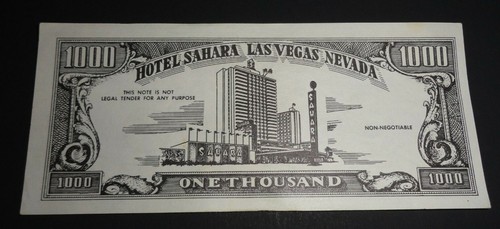 1000 1000
HOTEL SAHARA LAS VEGAS NEVADA
THIS NOTE IS NOT
LEGAL TENDER FOR ANY PURPOSE
SAHARA
NON-NEGOTIABLE
SAHARA
1000 ONE THOUSAND 1000